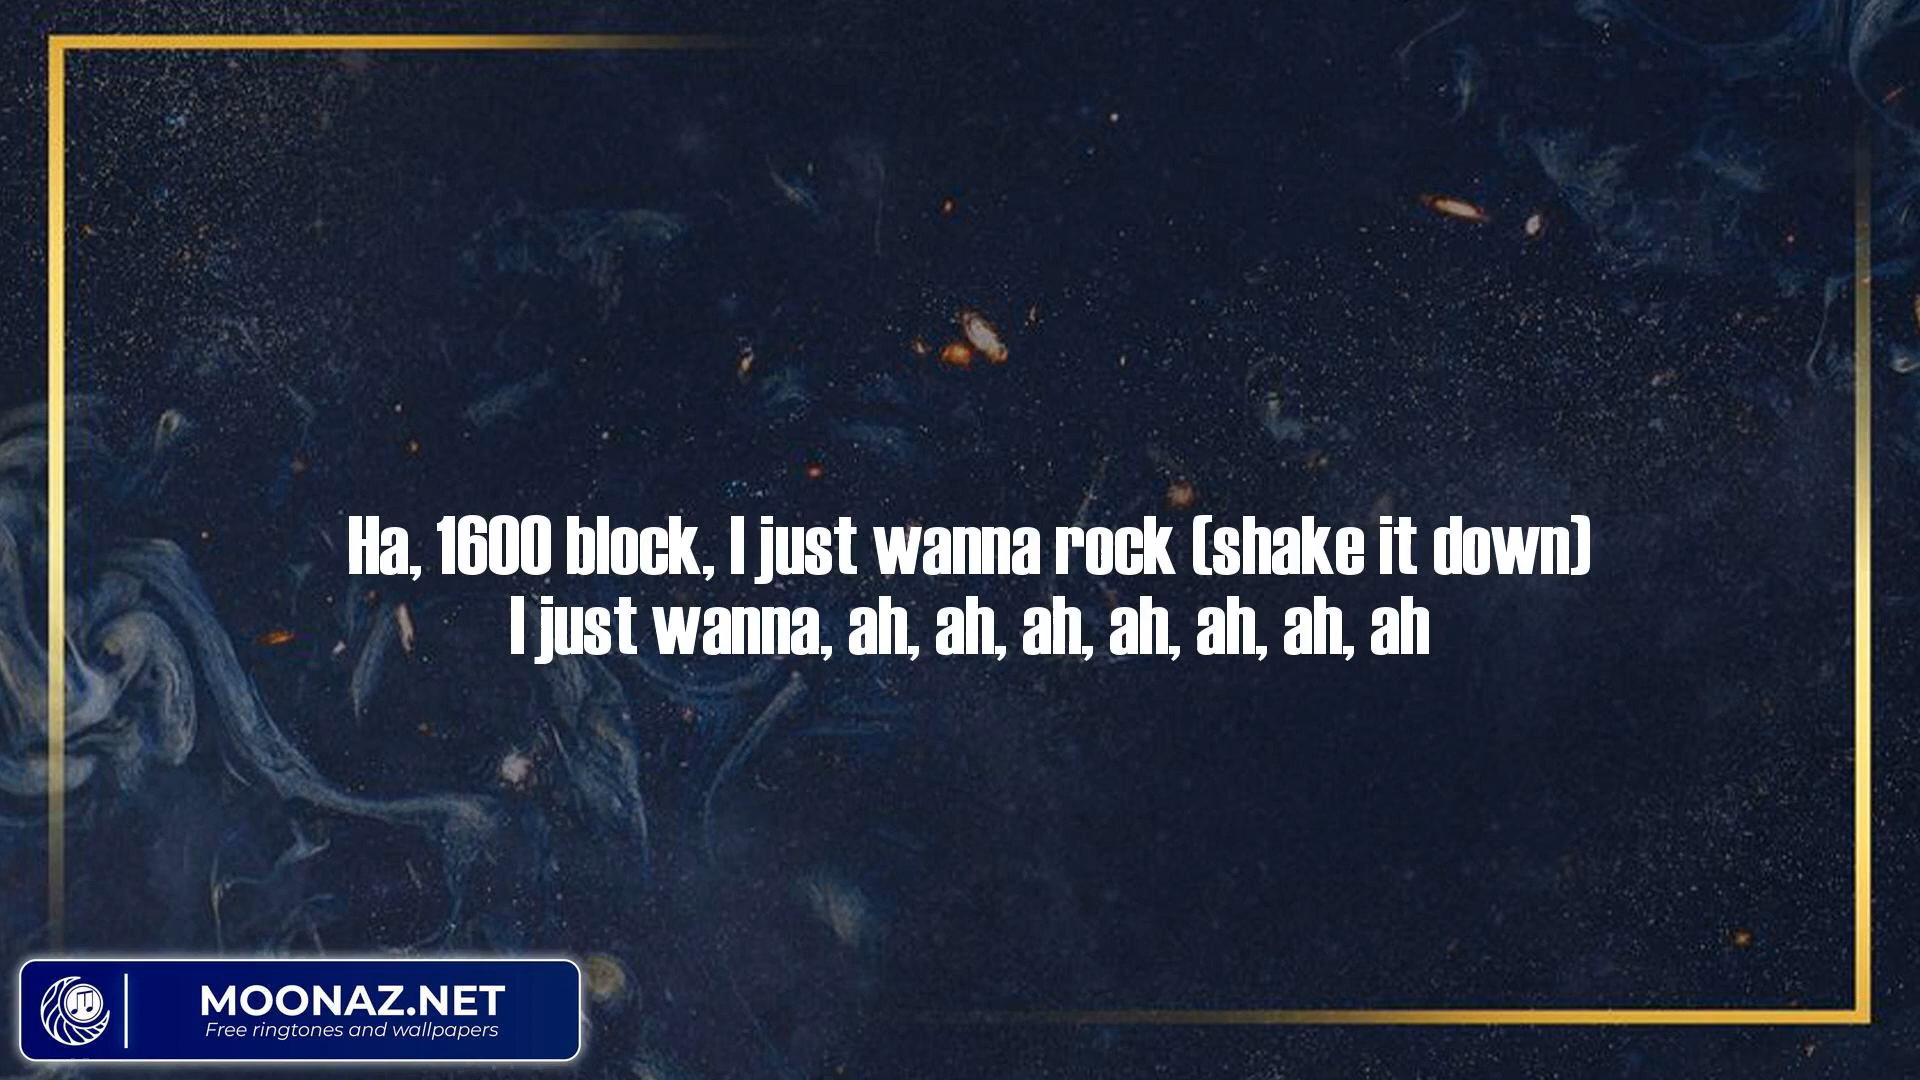 Ha, 1600 block, I just wanna rock (shake it down)
I just wanna, ah, ah, ah, ah, ah, ah, ah
MOONAZ.NET
Free ringtones and wallpapers